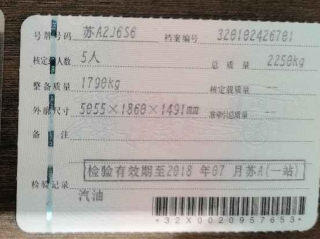 号牌号码 苏A2J6S6 档案编号 320102426701
核定载人数 5人 总质量 2250kg
整备质量 1790kg 核定载质量
外廓尺寸 5055×1860×1491mm 准牵引总质量
备注
检验有效期至2018年07月苏A(一站)
检验记录
汽油
*32X0020957653*